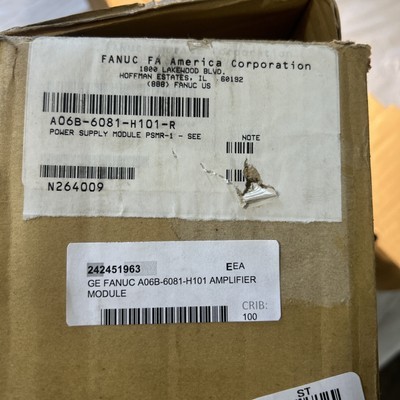 FANUC FA America Corporation
1800 LAKEWOOD BLVD.
HOFFMAN ESTATES, IL 60192
(888) FANUC US
A06B-6081-H101-R
POWER SUPPLY MODULE PSMR-1 - SEE NOTE
N264009
242451963 EEA
GE FANUC A06B-6081-H101 AMPLIFIER
MODULE
CRIB:
100
ST